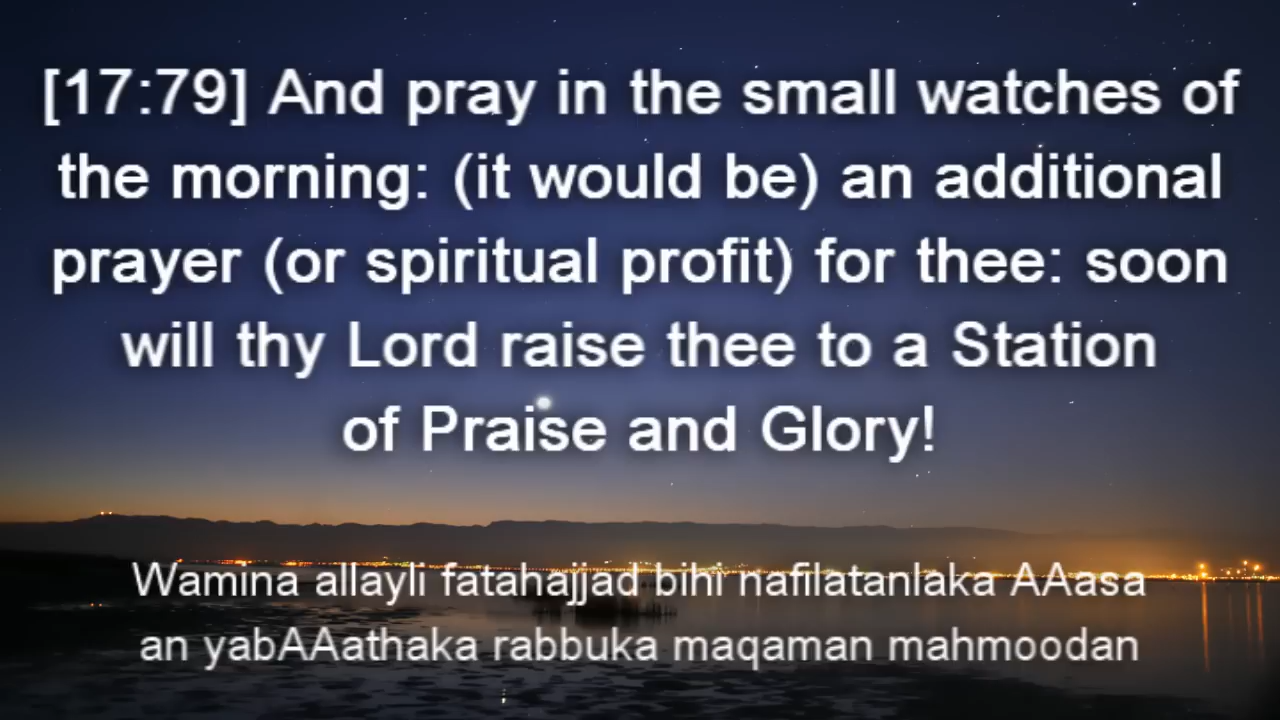 [17:79] And pray in the small watches of
the morning: (it would be) an additional
prayer (or spiritual profit) for thee: soon
will thy Lord raise thee to a Station
of Praise and Glory!
Wamina allayli fatahajjad bihi nafilatanlaka AAasa
an yabAAathaka rabbuka maqaman mahmoodan